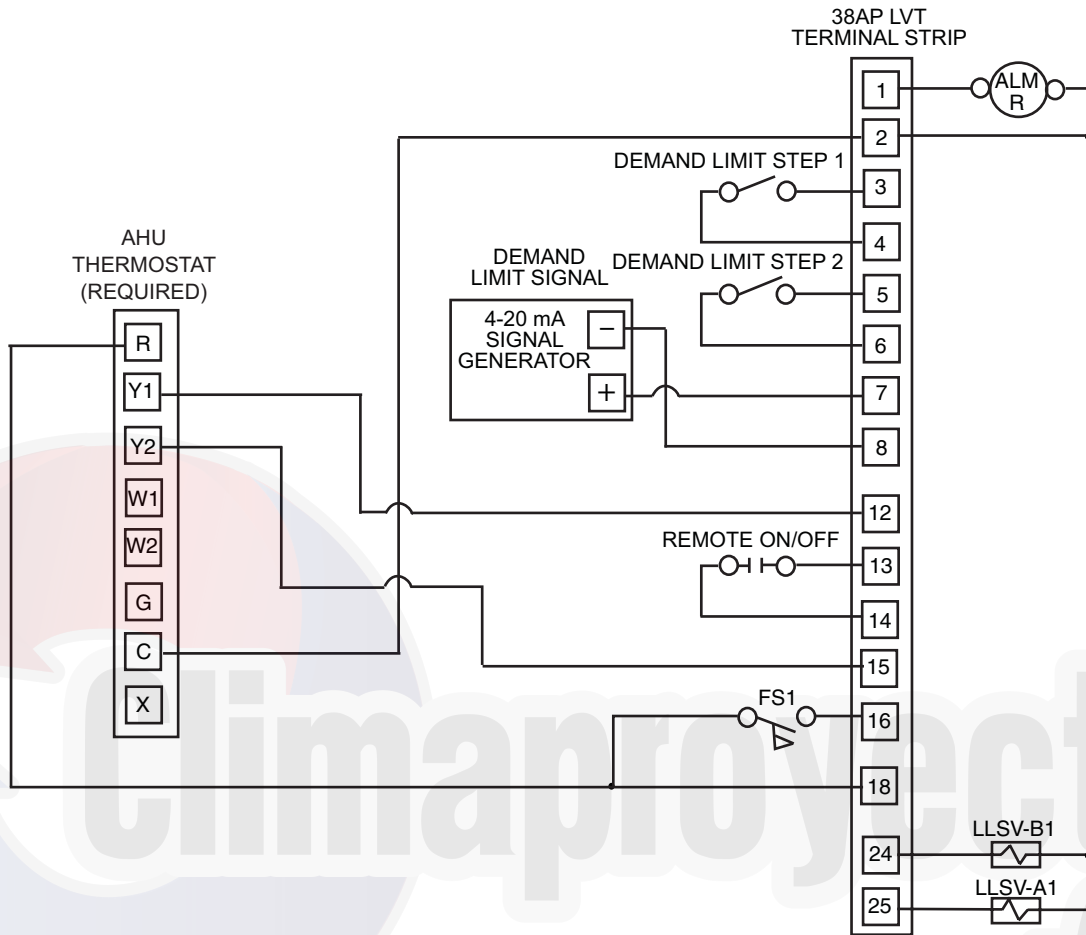 38AP LVT
TERMINAL STRIP
1
ALM
R
2
DEMAND LIMIT STEP 1
3
4
AHU
THERMOSTAT
(REQUIRED)
DEMAND
LIMIT SIGNAL
DEMAND LIMIT STEP 2
5
4-20 mA
SIGNAL
GENERATOR
−
+
6
7
8
R
Y1
Y2
W1
W2
G
C
X
12
REMOTE ON/OFF
13
14
15
FS1
16
18
LLSV-B1
24
LLSV-A1
25
Climaproyect